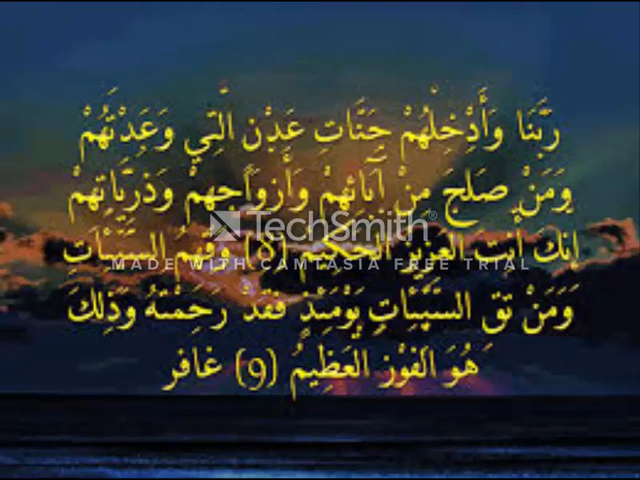 رَبَّنَا وَأَدْخِلْهُمْ جَنَّاتِ عَدْنٍ الَّتِي وَعَدْتَهُمْ
وَمَنْ صَلَحَ مِنْ آَبَائِهِمْ وَأَزْوَاجِهِمْ وَذُرِّيَّاتِهِمْ
TechSmith®
إِنَّكَ أَنْتَ الْعَزِيزُ الْحَكِيمُ (8) وَقِهِمُ السَّيِّئَاتِ
MADE WITH CAMTASIA FREE TRIAL
وَمَنْ تَقِ السَّيِّئَاتِ يَوْمَئِذٍ فَقَدْ رَحِمْتَهُ وَذَلِكَ
هُوَ الْفَوْزُ الْعَظِيمُ (9) غافر